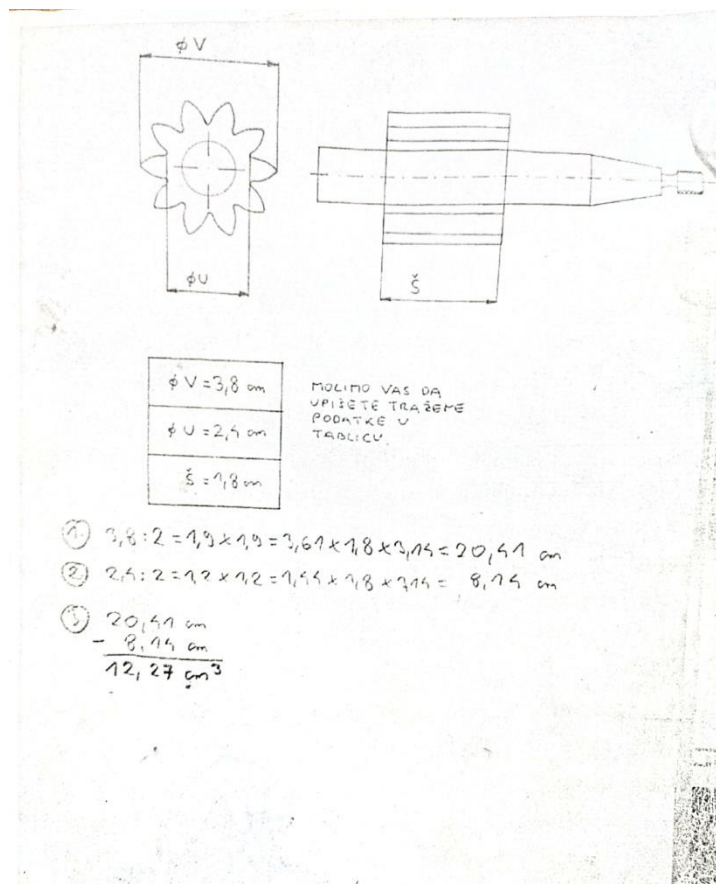 φV
φU
Š
φ V = 3,8 cm
φ U = 2,4 cm
Š = 1,8 cm
MOLIMO VAS DA
UPIŠETE TRAŽENE
PODATKE U
TABLICU.
1. 3,8 : 2 = 1,9 x 1,9 = 3,61 x 1,8 x 3,14 = 20,41 cm
2. 2,4 : 2 = 1,2 x 1,2 = 1,44 x 1,8 x 3,14 = 8,14 cm
3. 20,41 cm
- 8,14 cm
12,27 cm³